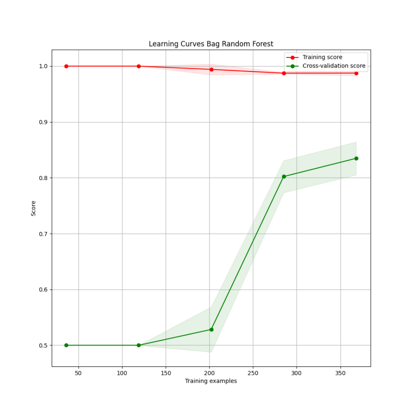 Learning Curves Bag Random Forest
Training score
Cross-validation score
1.0
0.9
0.8
0.7
0.6
0.5
Score
50 100 150 200 250 300 350
Training examples